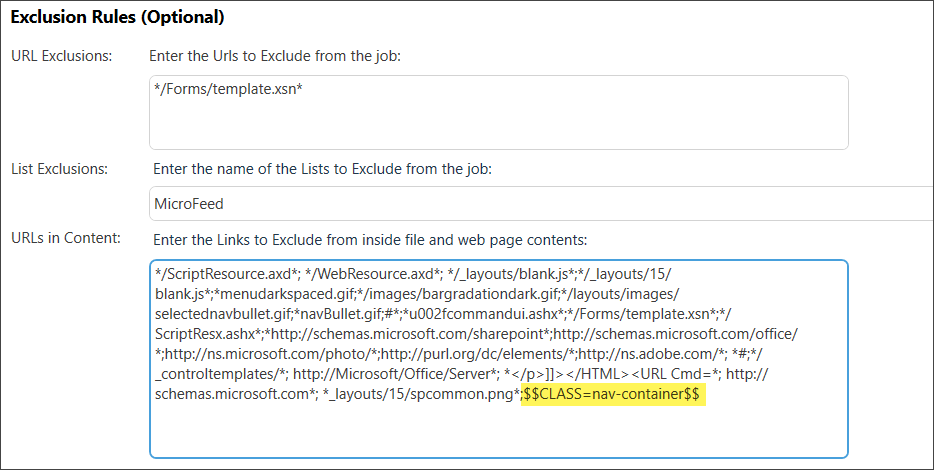 Exclusion Rules (Optional)
URL Exclusions: Enter the Urls to Exclude from the job:
*/Forms/template.xsn*
List Exclusions: Enter the name of the Lists to Exclude from the job:
MicroFeed
URLs in Content: Enter the Links to Exclude from inside file and web page contents:
*/ScriptResource.axd*; */WebResource.axd*; */_layouts/blank.js*;*/_layouts/15/
blank.js*;*menudarkspaced.gif;*/images/bargradationdark.gif;*/layouts/images/
selectednavbullet.gif;*navBullet.gif;#*;*u002fcommandui.ashx*;*/Forms/template.xsn*;*/
ScriptResx.ashx*;*http://schemas.microsoft.com/sharepoint*;http://schemas.microsoft.com/office/
*;http://ns.microsoft.com/photo/*;http://purl.org/dc/elements/*;http://ns.adobe.com/*; *#;*/
_controltemplates/*; http://Microsoft/Office/Server*; *</p>]]></HTML><URL Cmd=*; http://
schemas.microsoft.com*; *_layouts/15/spcommon.png*;$$CLASS=nav-container$$